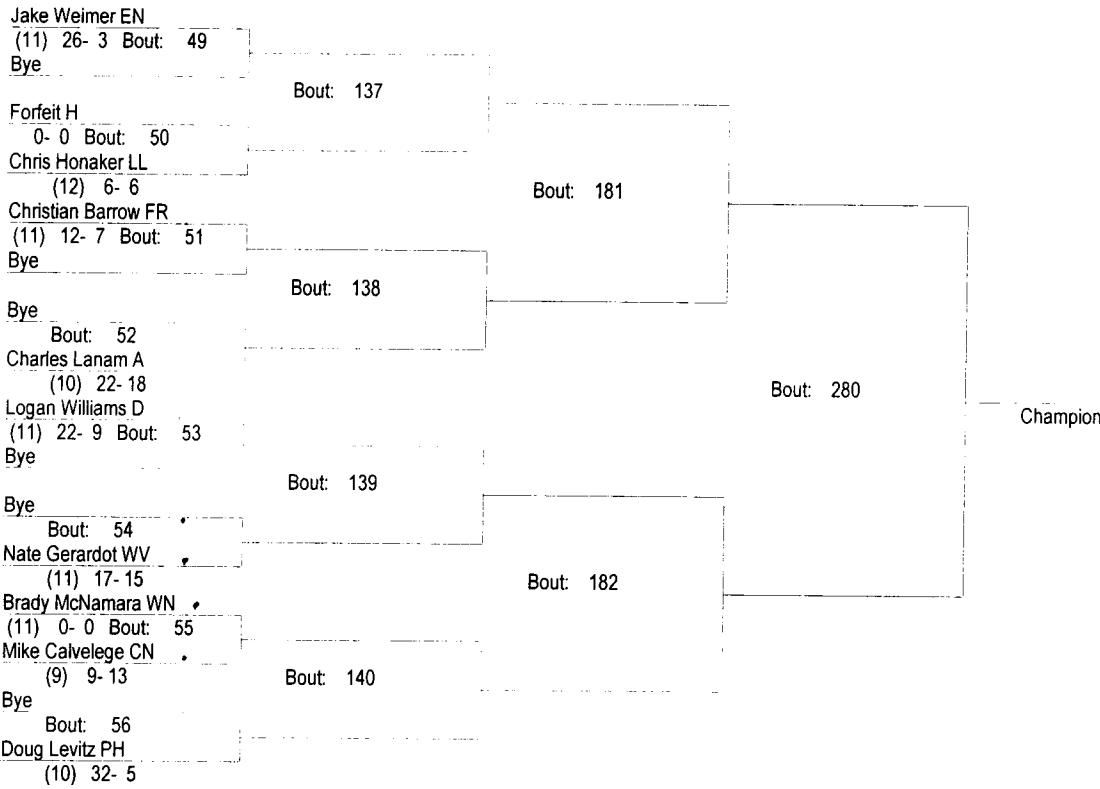 Jake Weimer EN
(11) 26- 3 Bout: 49
Bye
Bout: 137
Forfeit H
0- 0 Bout: 50
Chris Honaker LL
(12) 6- 6
Bout: 181
Christian Barrow FR
(11) 12- 7 Bout: 51
Bye
Bout: 138
Bye
Bout: 52
Charles Lanam A
(10) 22- 18
Bout: 280
Champion
Logan Williams D
(11) 22- 9 Bout: 53
Bye
Bout: 139
Bye
Bout: 54
Nate Gerardot WV
(11) 17- 15
Bout: 182
Brady McNamara WN
(11) 0- 0 Bout: 55
Mike Calvelege CN
(9) 9- 13
Bout: 140
Bye
Bout: 56
Doug Levitz PH
(10) 32- 5